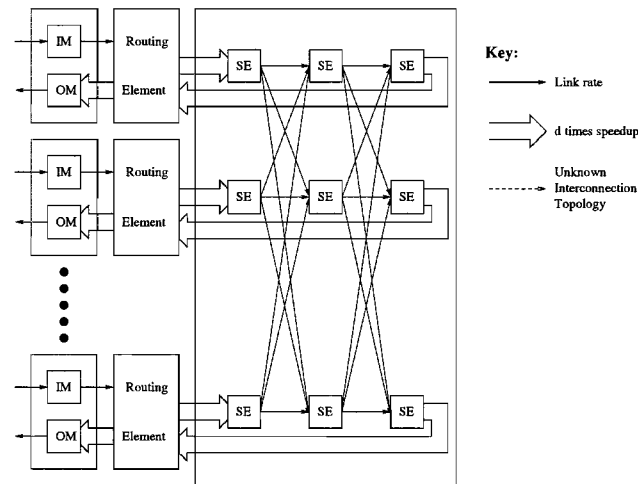 IM
Routing
OM
Element
SE
SE
SE
IM
Routing
OM
Element
SE
SE
SE
IM
Routing
OM
Element
SE
SE
SE
Key:
Link rate
d times speedup
Unknown
Interconnection
Topology